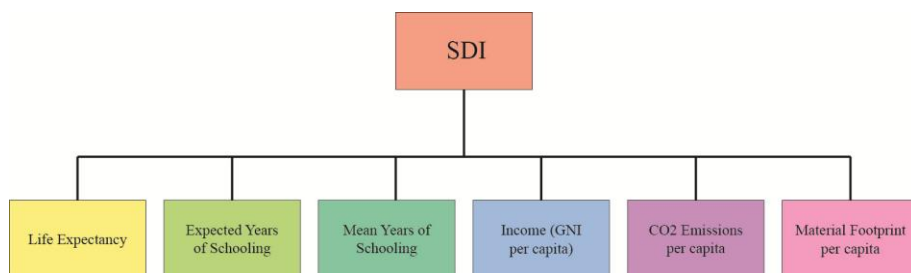 SDI
Life Expectancy
Expected Years
of Schooling
Mean Years of
Schooling
Income (GNI
per capita)
CO2 Emissions
per capita
Material Footprint
per capita